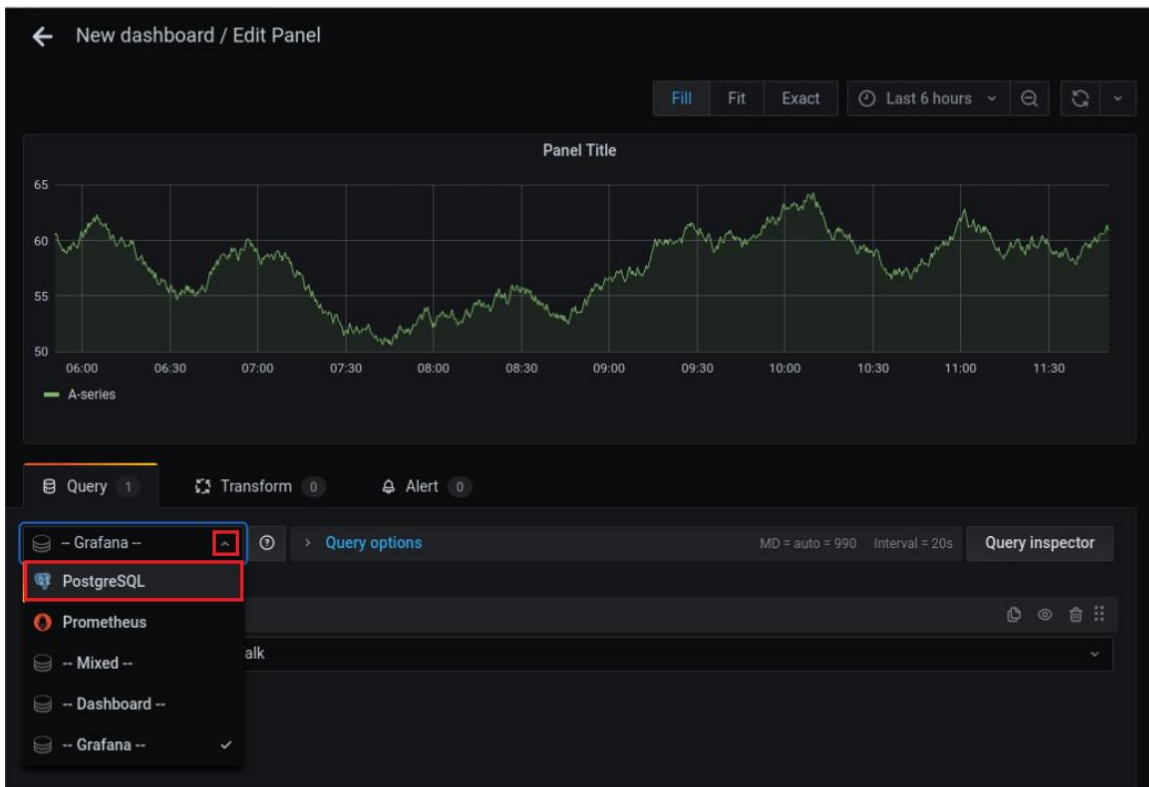 New dashboard / Edit Panel
Fill Fit Exact Last 6 hours
Panel Title
65
60
55
50
06:00 06:30 07:00 07:30 08:00 08:30 09:00 09:30 10:00 10:30 11:00 11:30
A-series
Query 1 Transform 0 Alert 0
-- Grafana -- Query options MD = auto = 990 Interval = 20s Query inspector
PostgreSQL
Prometheus
alk
-- Mixed --
-- Dashboard --
-- Grafana --